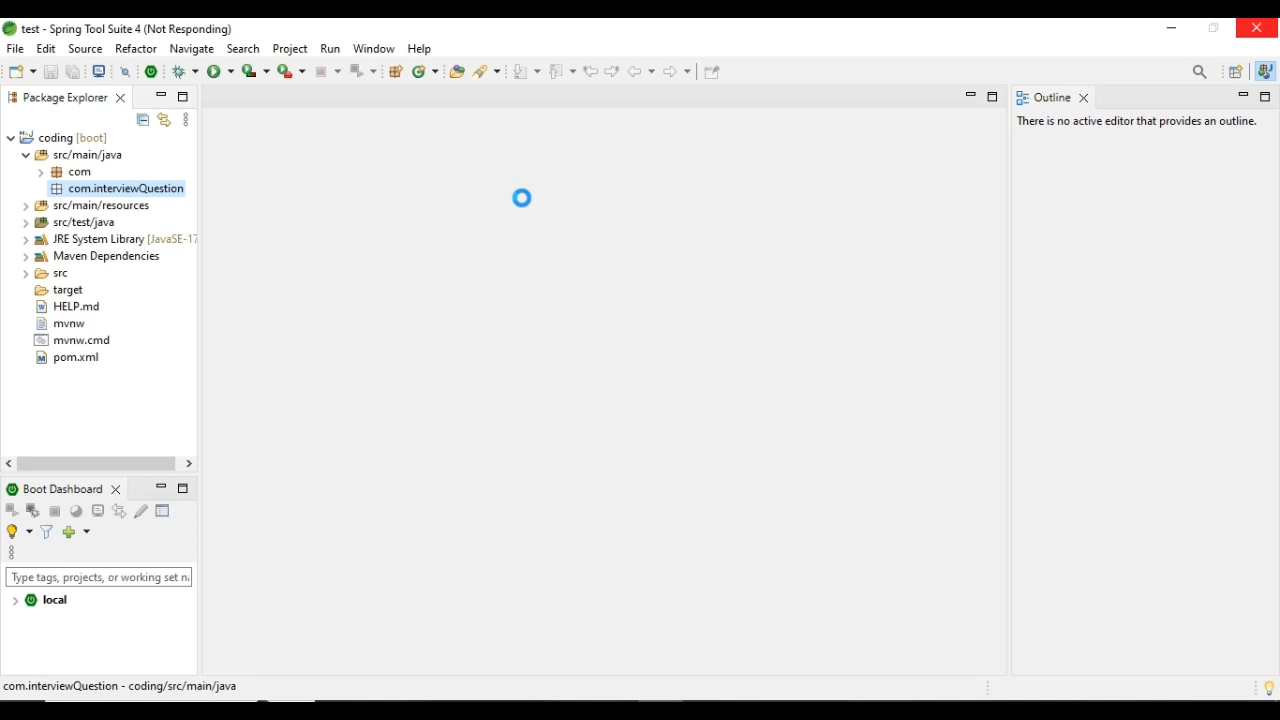 test - Spring Tool Suite 4 (Not Responding)
File Edit Source Refactor Navigate Search Project Run Window Help
Package Explorer
Outline
There is no active editor that provides an outline.
coding [boot]
src/main/java
com
com.interviewQuestion
src/main/resources
src/test/java
JRE System Library [JavaSE-17
Maven Dependencies
src
target
HELP.md
mvnw
mvnw.cmd
pom.xml
Boot Dashboard
Type tags, projects, or working set n
local
com.interviewQuestion - coding/src/main/java